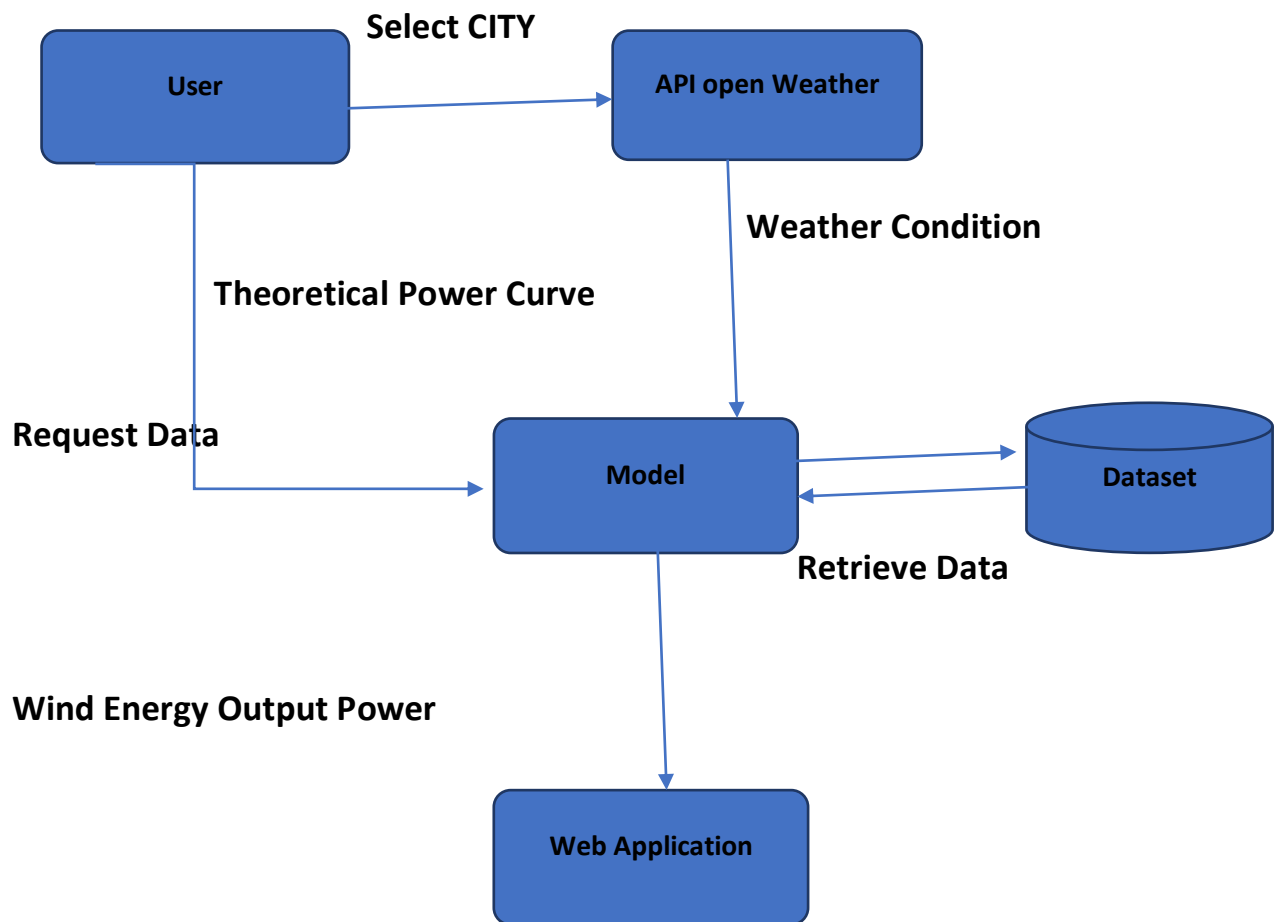 Select CITY
User
API open Weather
Weather Condition
Theoretical Power Curve
Request Data
Model
Dataset
Retrieve Data
Wind Energy Output Power
Web Application